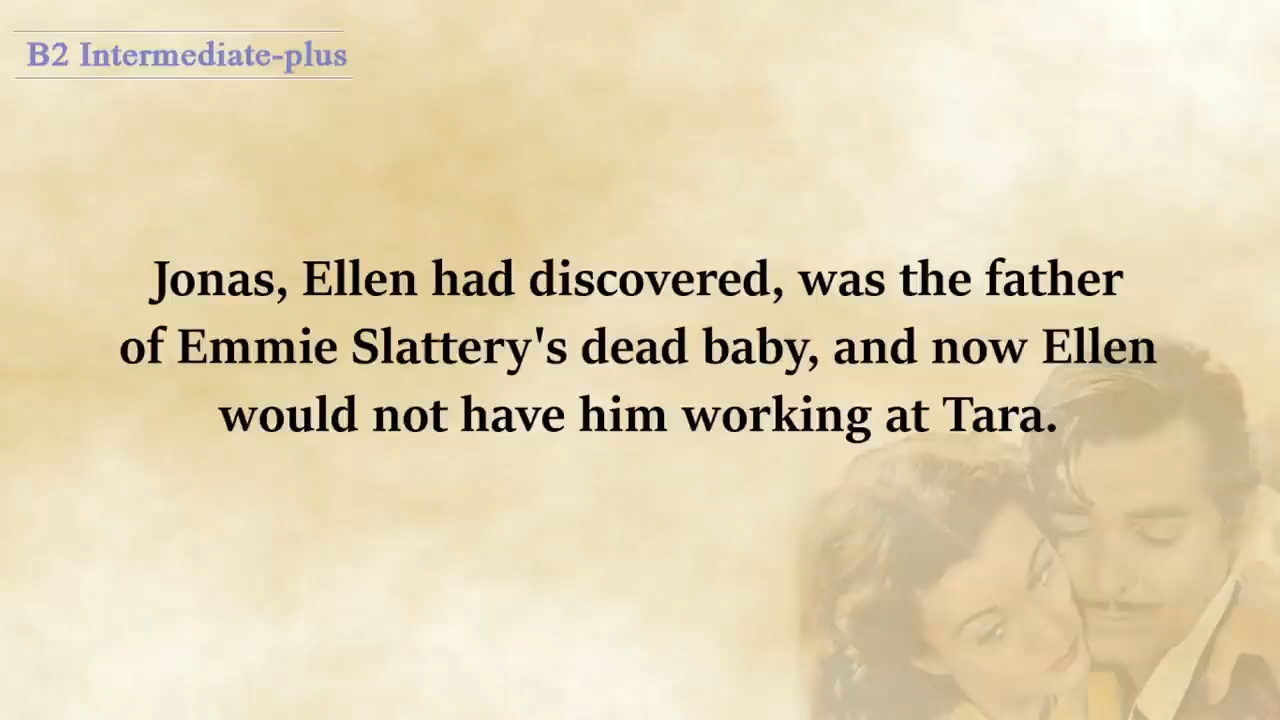 B2 Intermediate-plus
Jonas, Ellen had discovered, was the father
of Emmie Slattery's dead baby, and now Ellen
would not have him working at Tara.